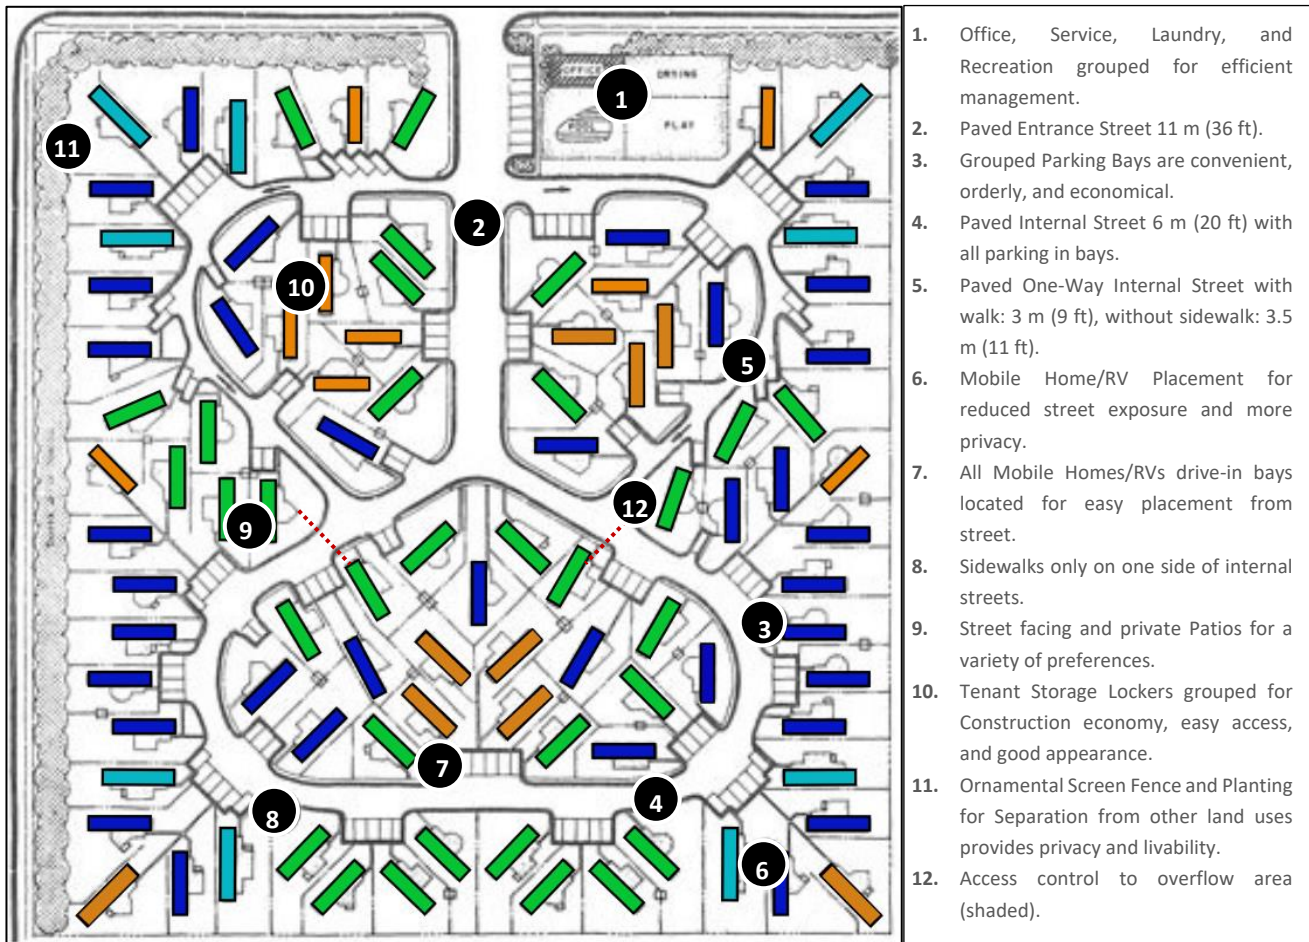 OFFICE
DRYING
POOL
PLAY
1
2
3
4
5
6
7
8
9
10
11
12
1. Office, Service, Laundry, and
Recreation grouped for efficient
management.
2. Paved Entrance Street 11 m (36 ft).
3. Grouped Parking Bays are convenient,
orderly, and economical.
4. Paved Internal Street 6 m (20 ft) with
all parking in bays.
5. Paved One-Way Internal Street with
walk: 3 m (9 ft), without sidewalk: 3.5
m (11 ft).
6. Mobile Home/RV Placement for
reduced street exposure and more
privacy.
7. All Mobile Homes/RVs drive-in bays
located for easy placement from
street.
8. Sidewalks only on one side of internal
streets.
9. Street facing and private Patios for a
variety of preferences.
10. Tenant Storage Lockers grouped for
Construction economy, easy access,
and good appearance.
11. Ornamental Screen Fence and Planting
for Separation from other land uses
provides privacy and livability.
12. Access control to overflow area
(shaded).